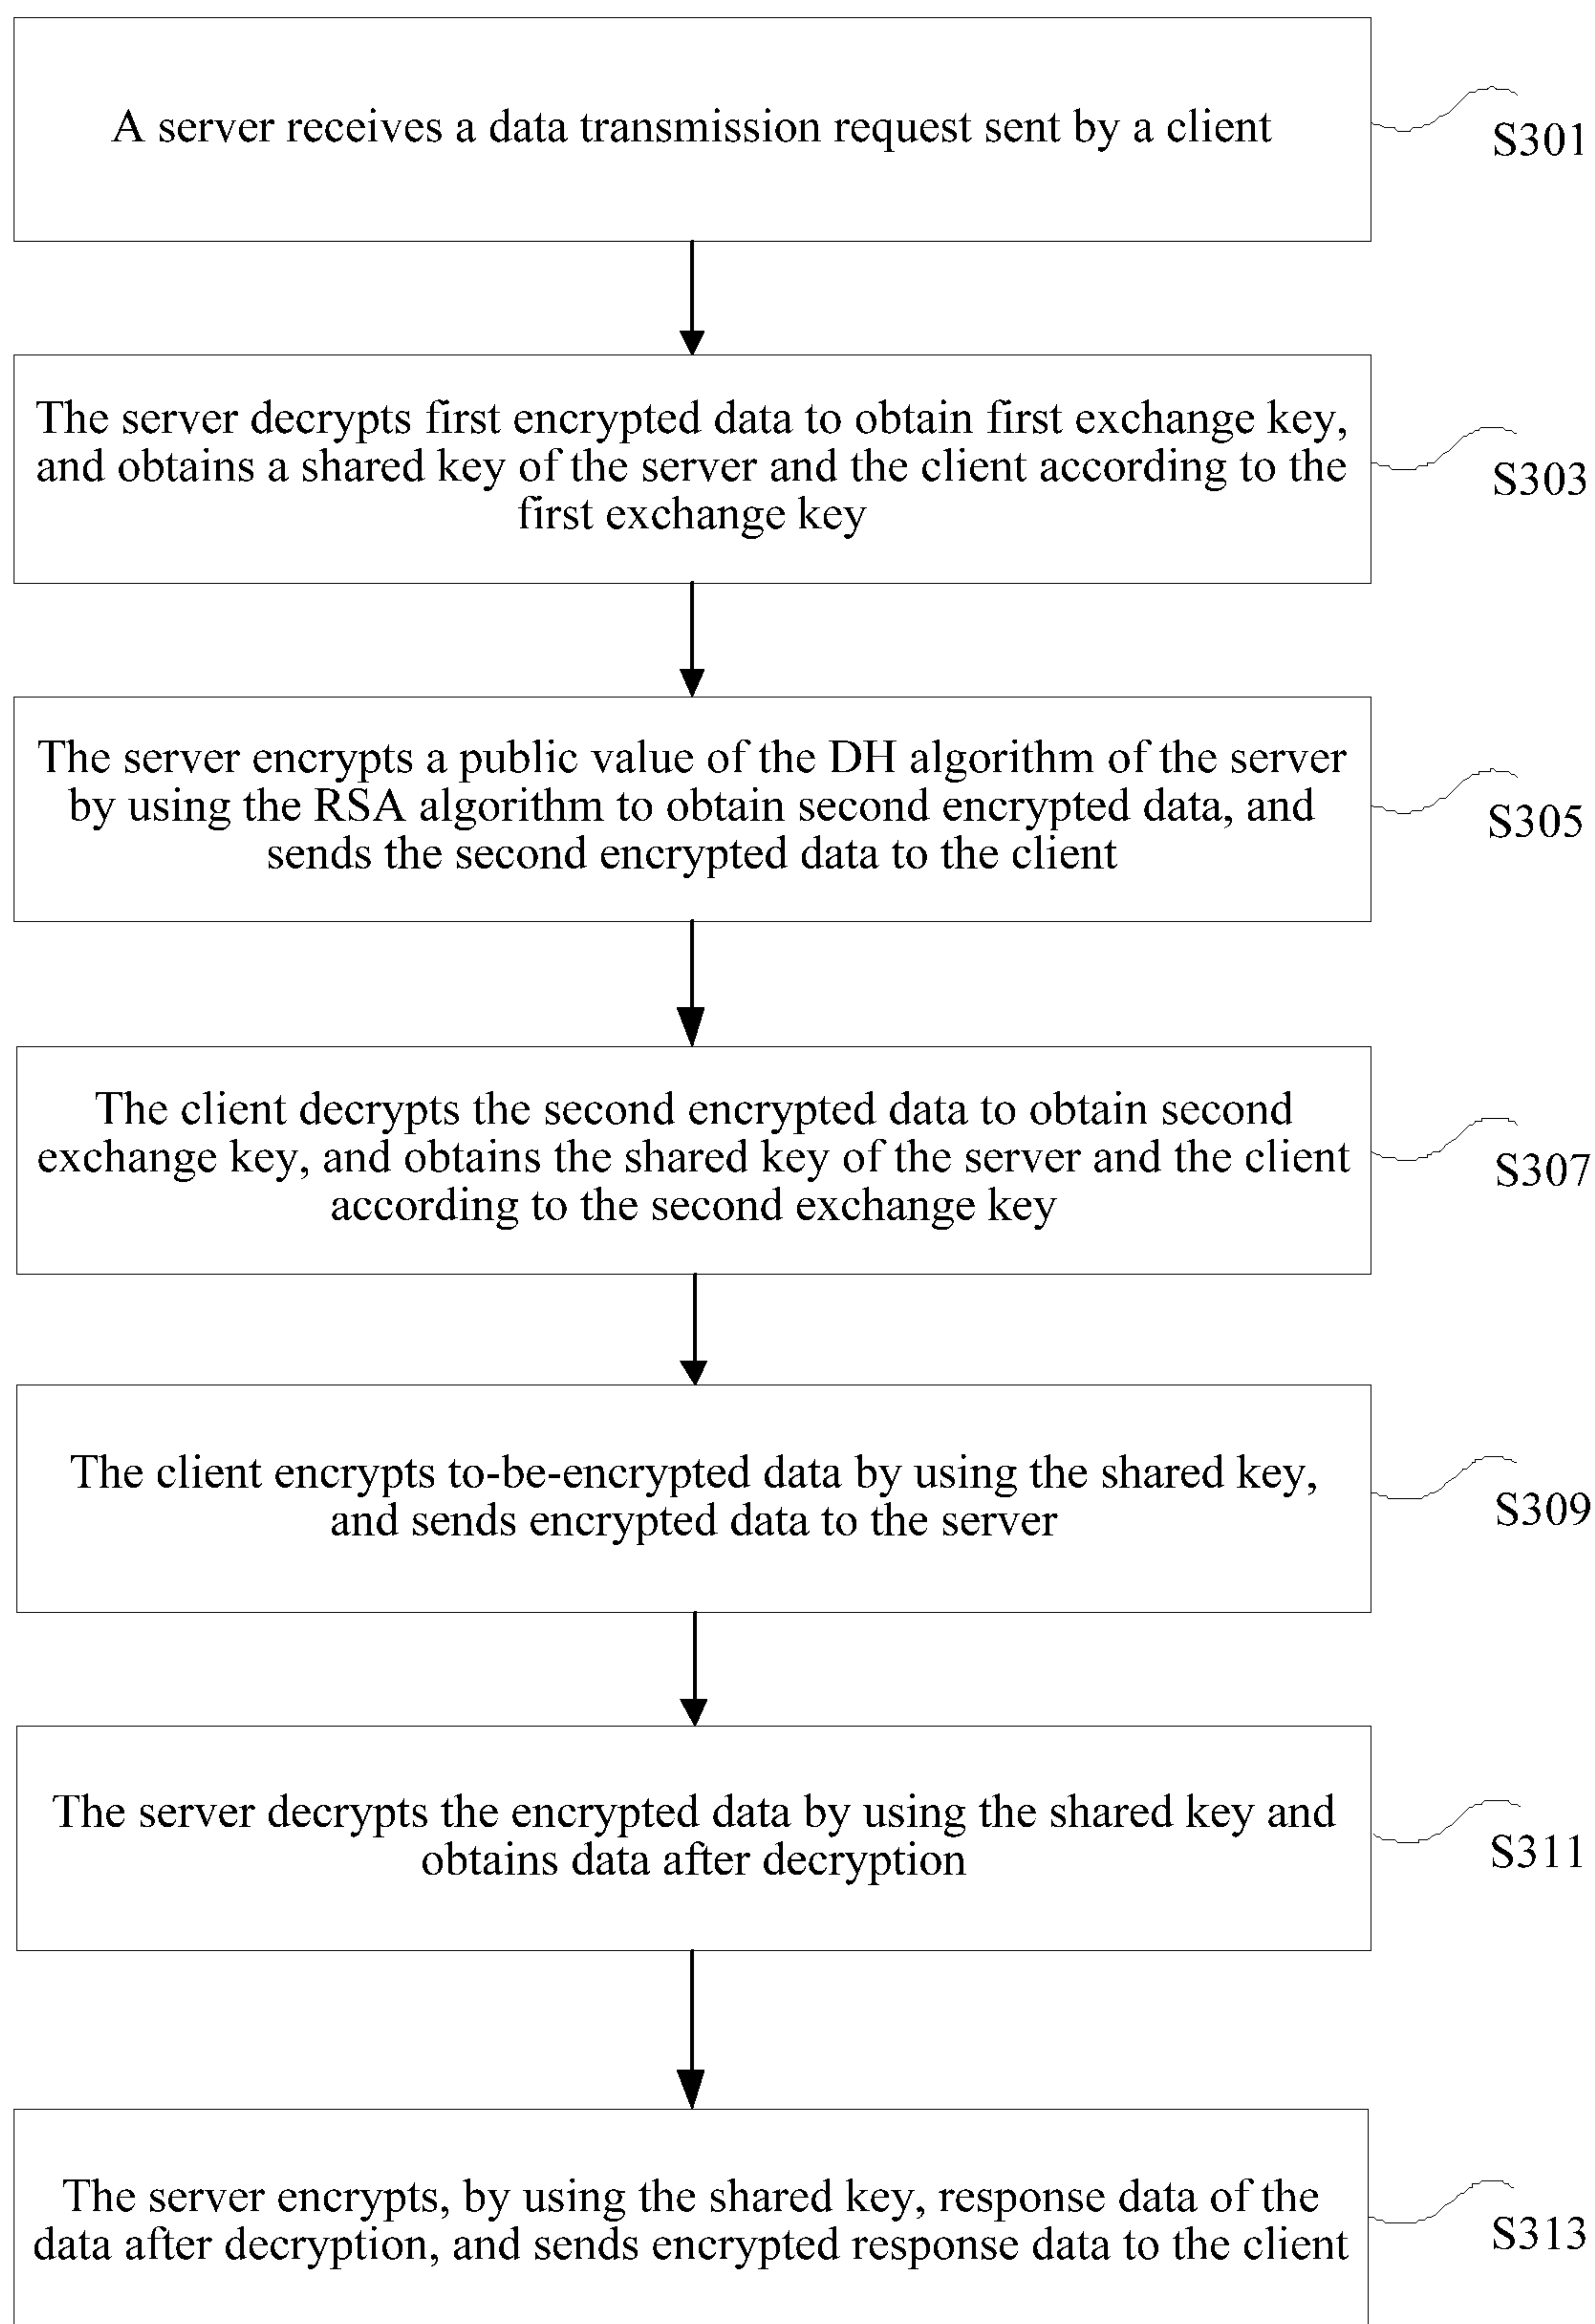 A server receives a data transmission request sent by a client
S301
The server decrypts first encrypted data to obtain first exchange key,
and obtains a shared key of the server and the client according to the
first exchange key
S303
The server encrypts a public value of the DH algorithm of the server
by using the RSA algorithm to obtain second encrypted data, and
sends the second encrypted data to the client
S305
The client decrypts the second encrypted data to obtain second
exchange key, and obtains the shared key of the server and the client
according to the second exchange key
S307
The client encrypts to-be-encrypted data by using the shared key,
and sends encrypted data to the server
S309
The server decrypts the encrypted data by using the shared key and
obtains data after decryption
S311
The server encrypts, by using the shared key, response data of the
data after decryption, and sends encrypted response data to the client
S313